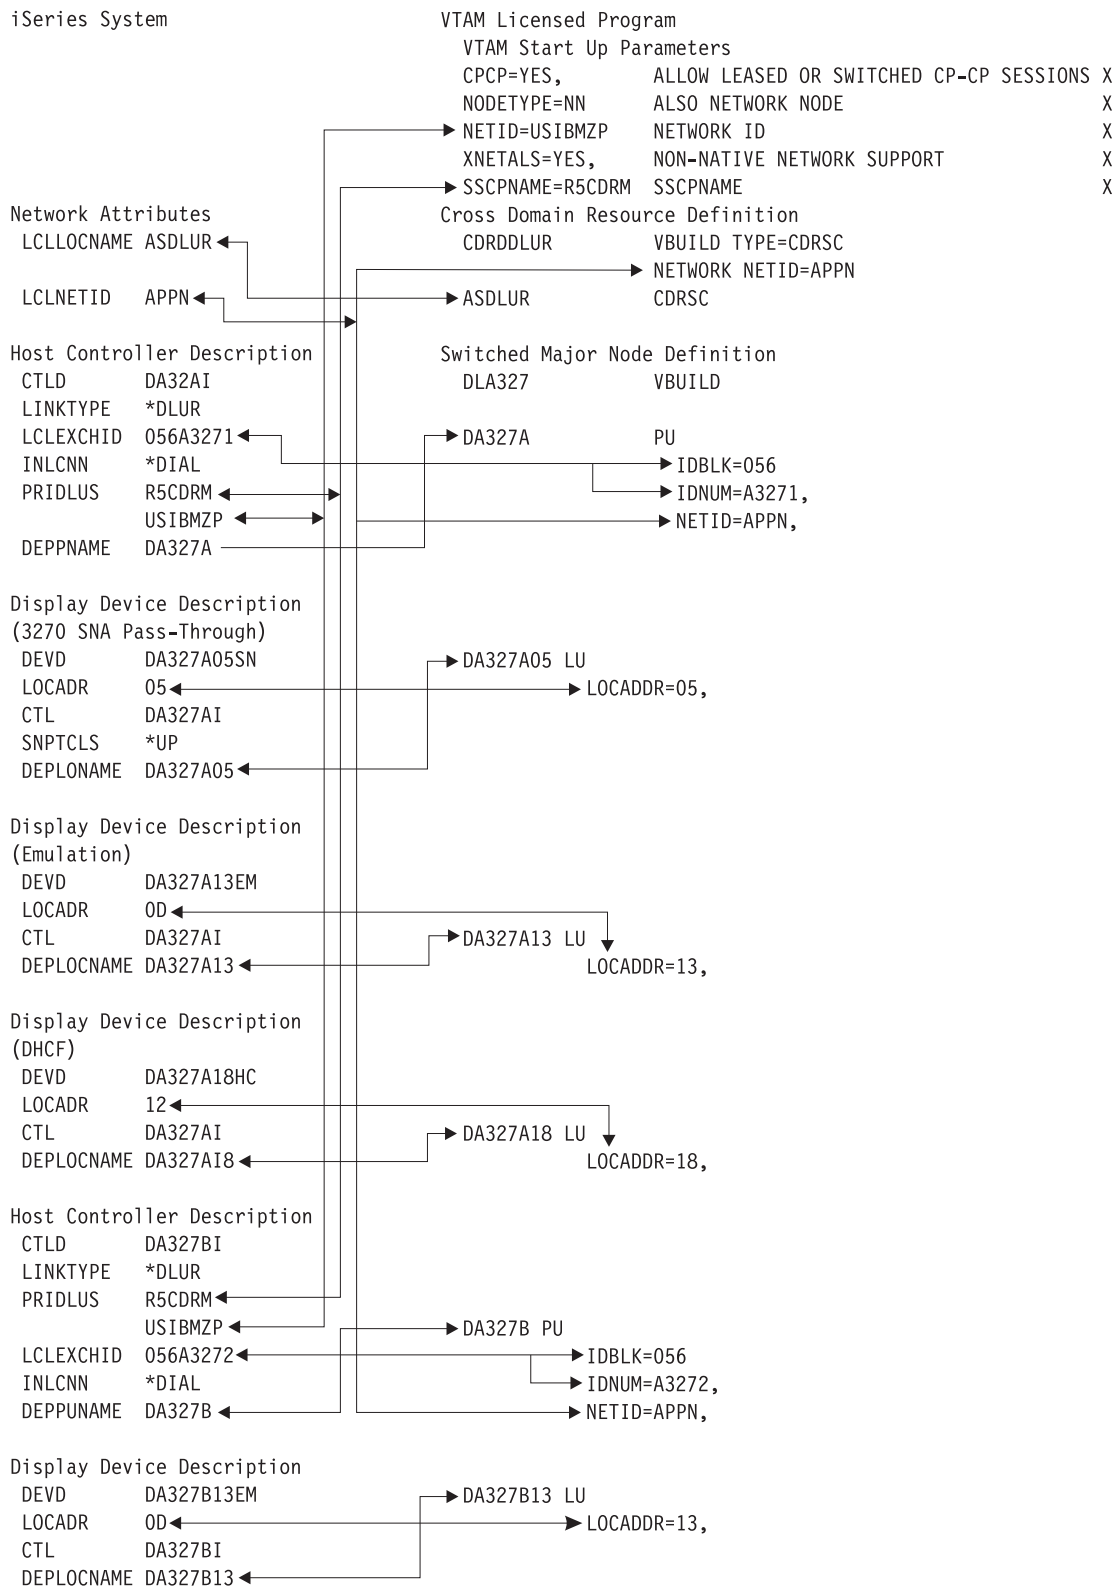 iSeries System VTAM Licensed Program
VTAM Start Up Parameters
CPCP=YES, ALLOW LEASED OR SWITCHED CP-CP SESSIONS X
NODETYPE=NN ALSO NETWORK NODE X
NETID=USIBMZP NETWORK ID X
XNETALS=YES, NON-NATIVE NETWORK SUPPORT X
SSCPNAME=R5CDRM SSCPNAME X
Network Attributes Cross Domain Resource Definition
LCLLOCNAME ASDLUR CDRDDLUR VBUILD TYPE=CDRSC
NETWORK NETID=APPN
LCLNETID APPN ASDLUR CDRSC
Host Controller Description Switched Major Node Definition
CTLD DA32AI DLA327 VBUILD
LINKTYPE *DLUR
LCLEXCHID 056A3271 DA327A PU
INLCNN *DIAL IDBLK=056
PRIDLUS R5CDRM IDNUM=A3271,
USIBMZP NETID=APPN,
DEPPNAME DA327A
Display Device Description
(3270 SNA Pass-Through)
DEVD DA327A05SN DA327A05 LU
LOCADR 05 LOCADDR=05,
CTL DA327AI
SNPTCLS *UP
DEPLONAME DA327A05
Display Device Description
(Emulation)
DEVD DA327A13EM
LOCADR 0D
CTL DA327AI DA327A13 LU
DEPLOCNAME DA327A13 LOCADDR=13,
Display Device Description
(DHCF)
DEVD DA327A18HC
LOCADR 12
CTL DA327AI DA327A18 LU
DEPLOCNAME DA327AI8 LOCADDR=18,
Host Controller Description
CTLD DA327BI
LINKTYPE *DLUR
PRIDLUS R5CDRM
USIBMZP DA327B PU
LCLEXCHID 056A3272 IDBLK=056
INLCNN *DIAL IDNUM=A3272,
DEPPUNAME DA327B NETID=APPN,
Display Device Description
DEVD DA327B13EM DA327B13 LU
LOCADR 0D LOCADDR=13,
CTL DA327BI
DEPLOCNAME DA327B13